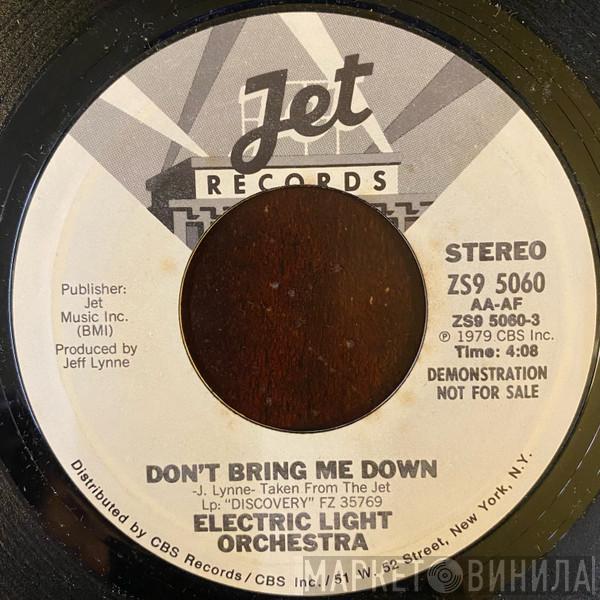 Jet
RECORDS
STEREO
ZS9 5060
AA-AF
ZS9 5060-3
℗ 1979 CBS Inc.
Time: 4:08
DEMONSTRATION
NOT FOR SALE
Publisher:
Jet
Music Inc.
(BMI)
Produced by
Jeff Lynne
DON'T BRING ME DOWN
-J. Lynne- Taken From The Jet
Lp: "DISCOVERY" FZ 35769
ELECTRIC LIGHT
ORCHESTRA
Distributed by CBS Records/CBS Inc./51 W. 52 Street, New York, N.Y.
МАРКЕТ ВИНИЛА